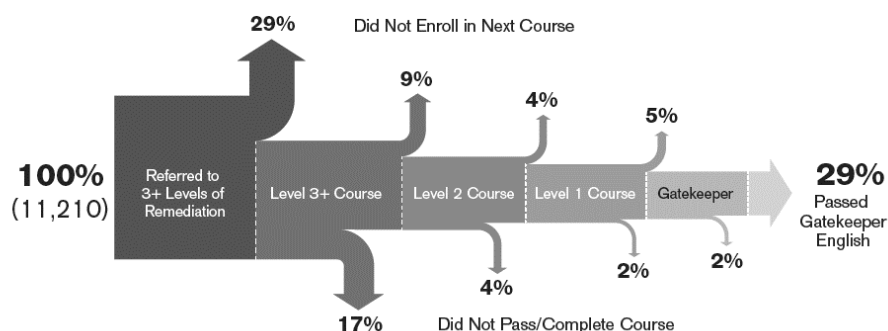 29%
Did Not Enroll in Next Course
9%
4%
5%
100%
(11,210)
Referred to
3+ Levels of
Remediation
Level 3+ Course
Level 2 Course
Level 1 Course
Gatekeeper
29%
Passed
Gatekeeper
English
17%
4%
2%
2%
Did Not Pass/Complete Course